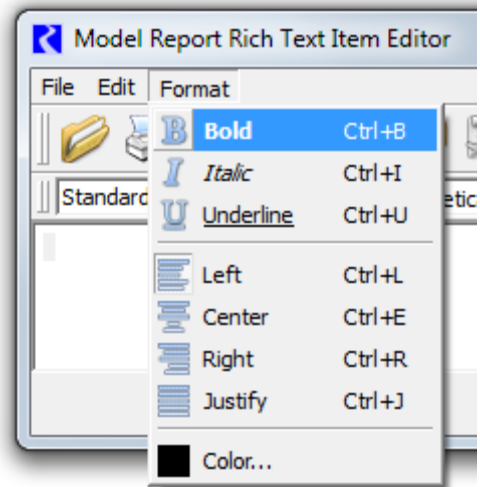 Model Report Rich Text Item Editor
File Edit Format
B Bold Ctrl+B
I Italic Ctrl+I
Standard
U Underline Ctrl+U
Left Ctrl+L
Center Ctrl+E
Right Ctrl+R
Justify Ctrl+J
Color...